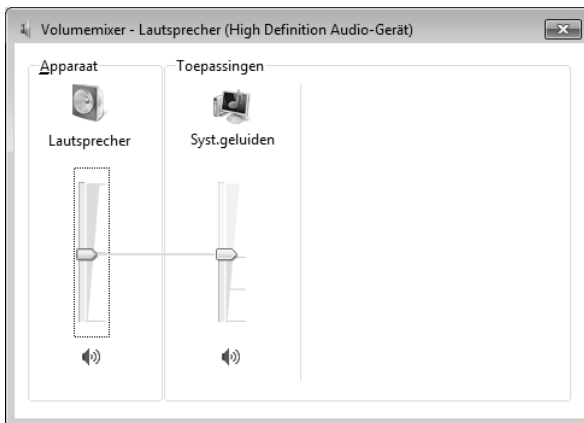 Volumemixer - Lautsprecher (High Definition Audio-Gerät)
Apparaat
Toepassingen
Lautsprecher
Syst.geluiden